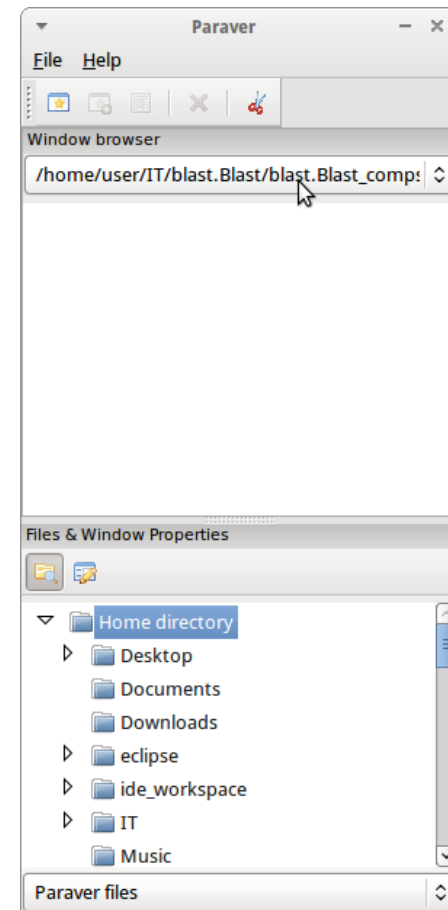 Paraver
File Help
Window browser
/home/user/IT/blast.Blast/blast.Blast_comps
Files & Window Properties
Home directory
Desktop
Documents
Downloads
eclipse
ide_workspace
IT
Music
Paraver files